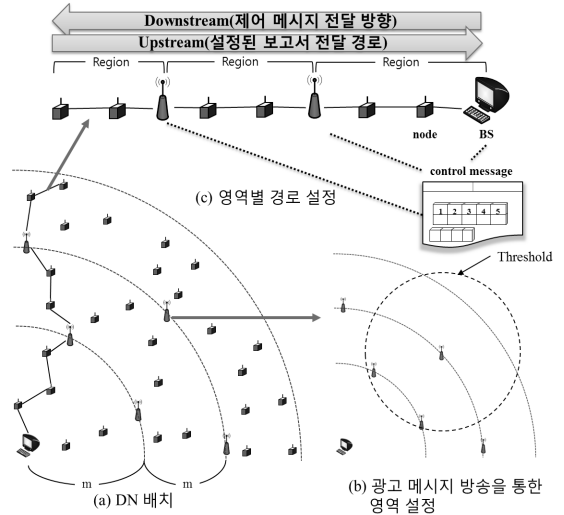 Downstream(제어 메시지 전달 방향)
Upstream(설정된 보고서 전달 경로)
Region Region Region
node BS
control message
1 2 3 4 5
(c) 영역별 경로 설정
Threshold
m m
(a) DN 배치
(b) 광고 메시지 방송을 통한
영역 설정